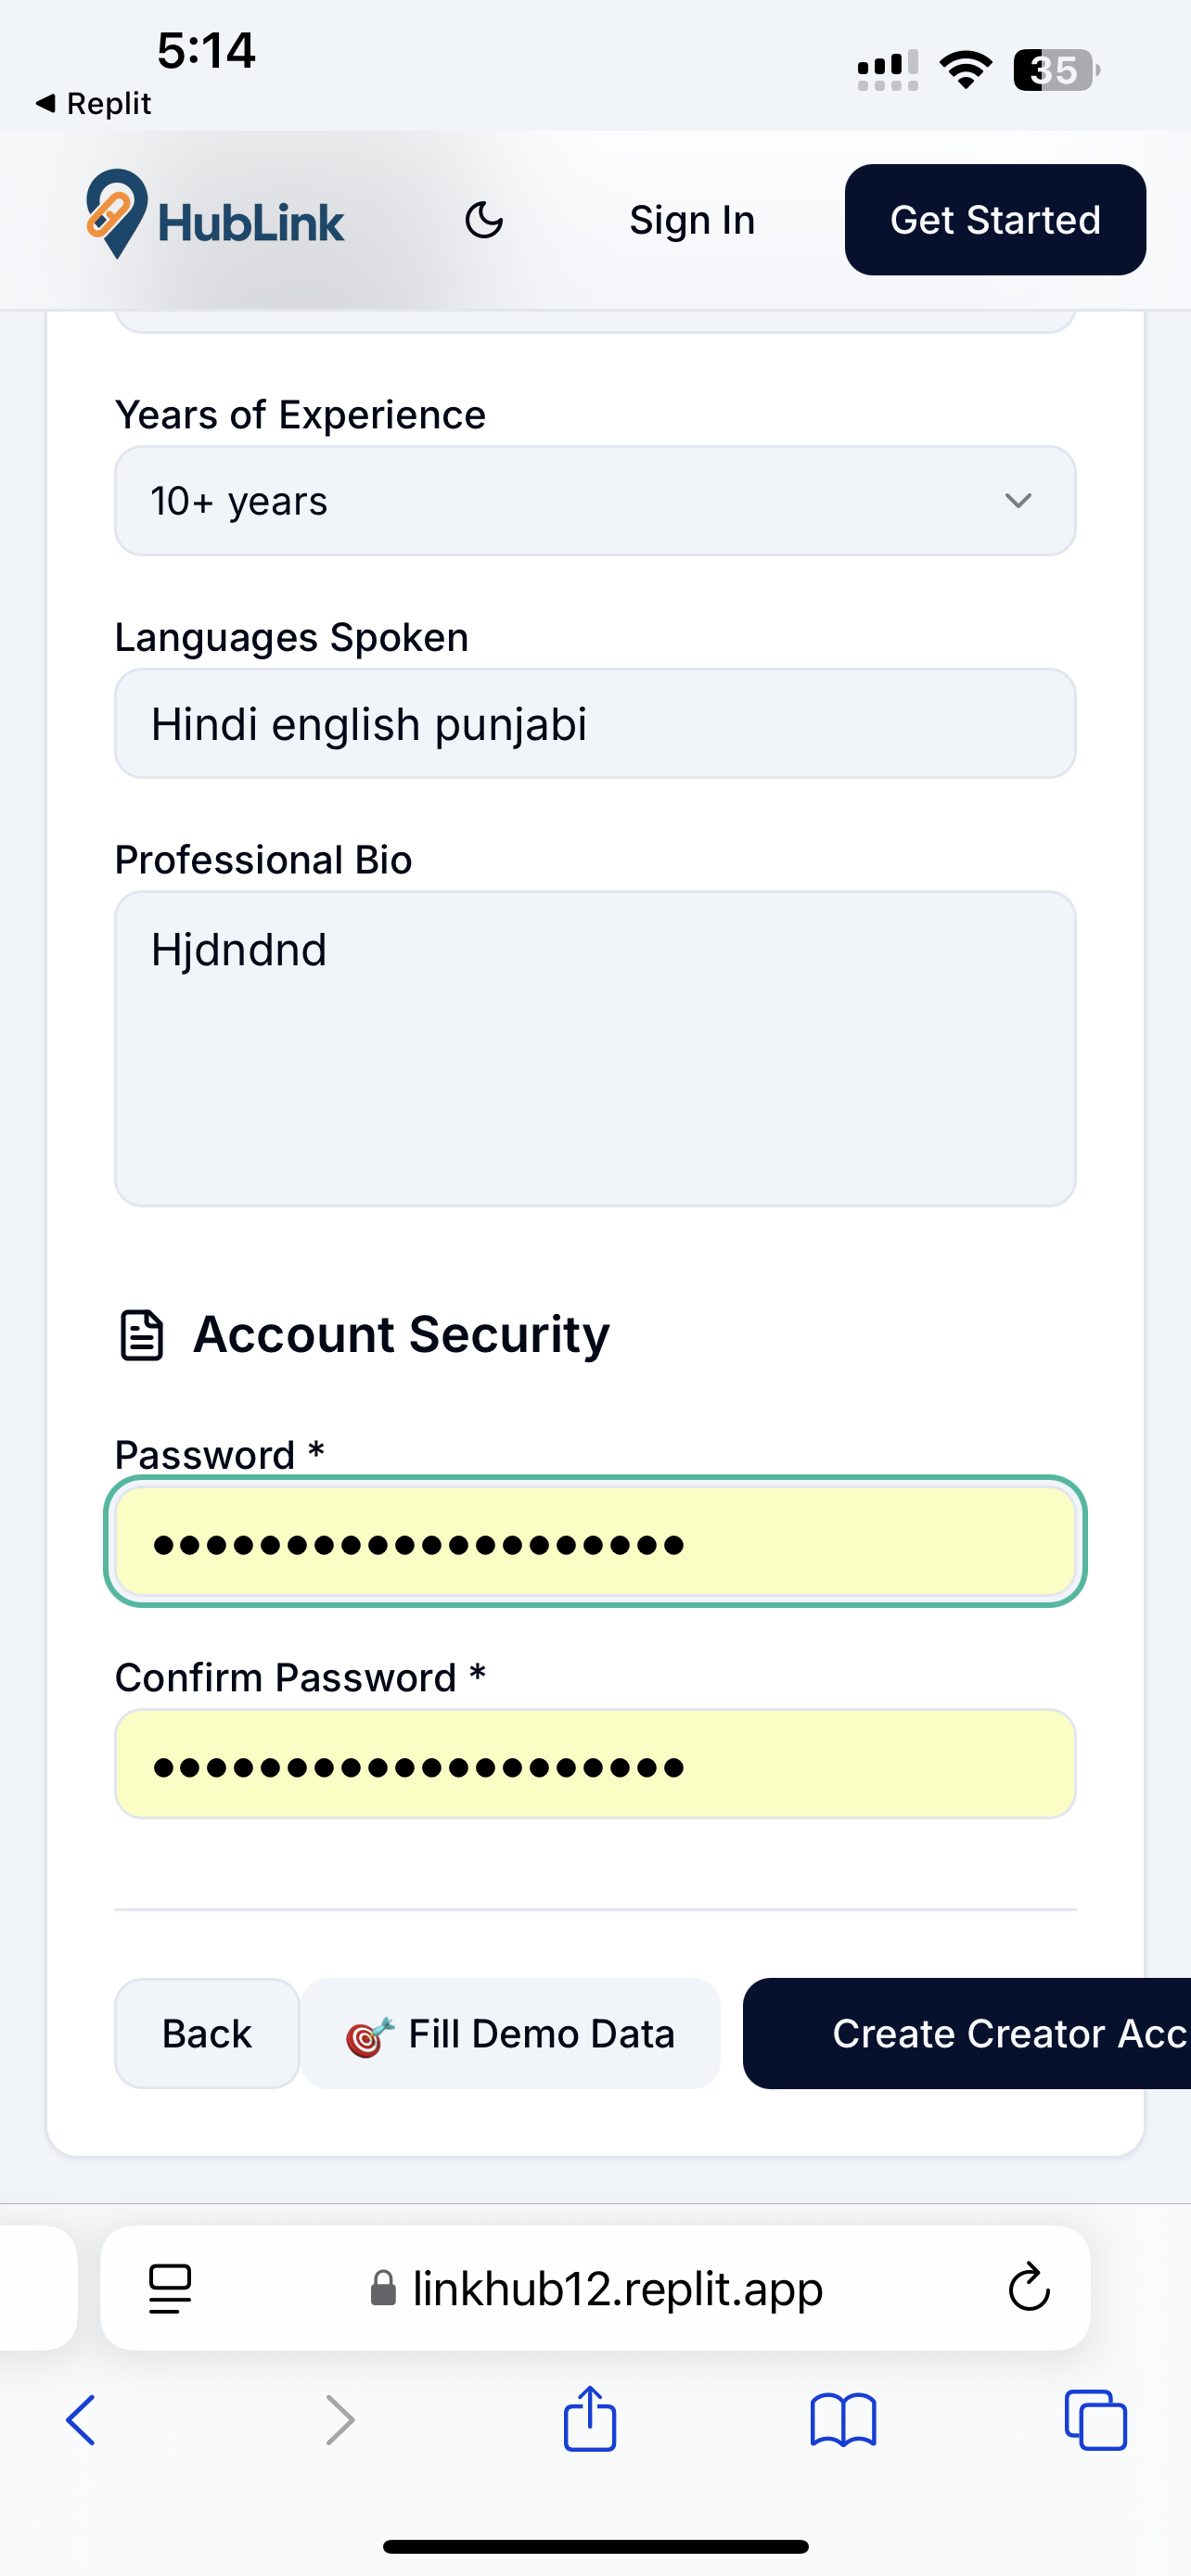 5:14
35
Replit
HubLink
Sign In
Get Started
Years of Experience
10+ years
Languages Spoken
Hindi english punjabi
Professional Bio
Hjdndnd
Account Security
Password *
Confirm Password *
Back
Fill Demo Data
Create Creator Acc
linkhub12.replit.app